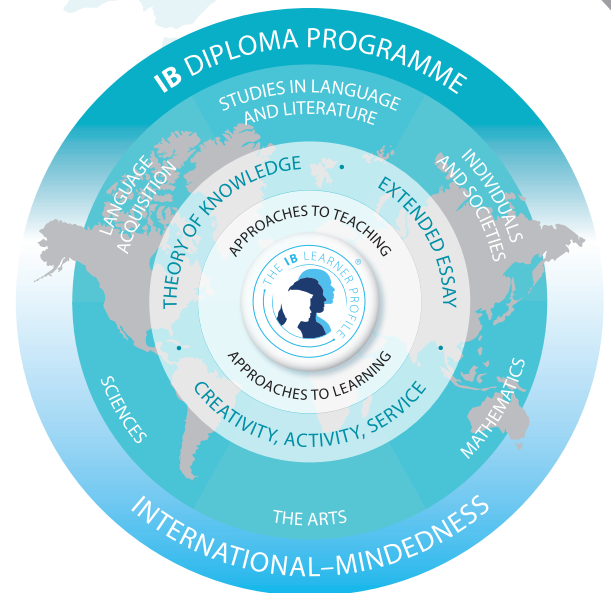 IB DIPLOMA PROGRAMME
STUDIES IN LANGUAGE
AND LITERATURE
LANGUAGE
ACQUISITION
INDIVIDUALS
AND SOCIETIES
THEORY OF KNOWLEDGE
•
EXTENDED ESSAY
APPROACHES TO TEACHING
THE IB LEARNER PROFILE
®
APPROACHES TO LEARNING
•
•
CREATIVITY, ACTIVITY, SERVICE
SCIENCES
MATHEMATICS
THE ARTS
INTERNATIONAL–MINDEDNESS